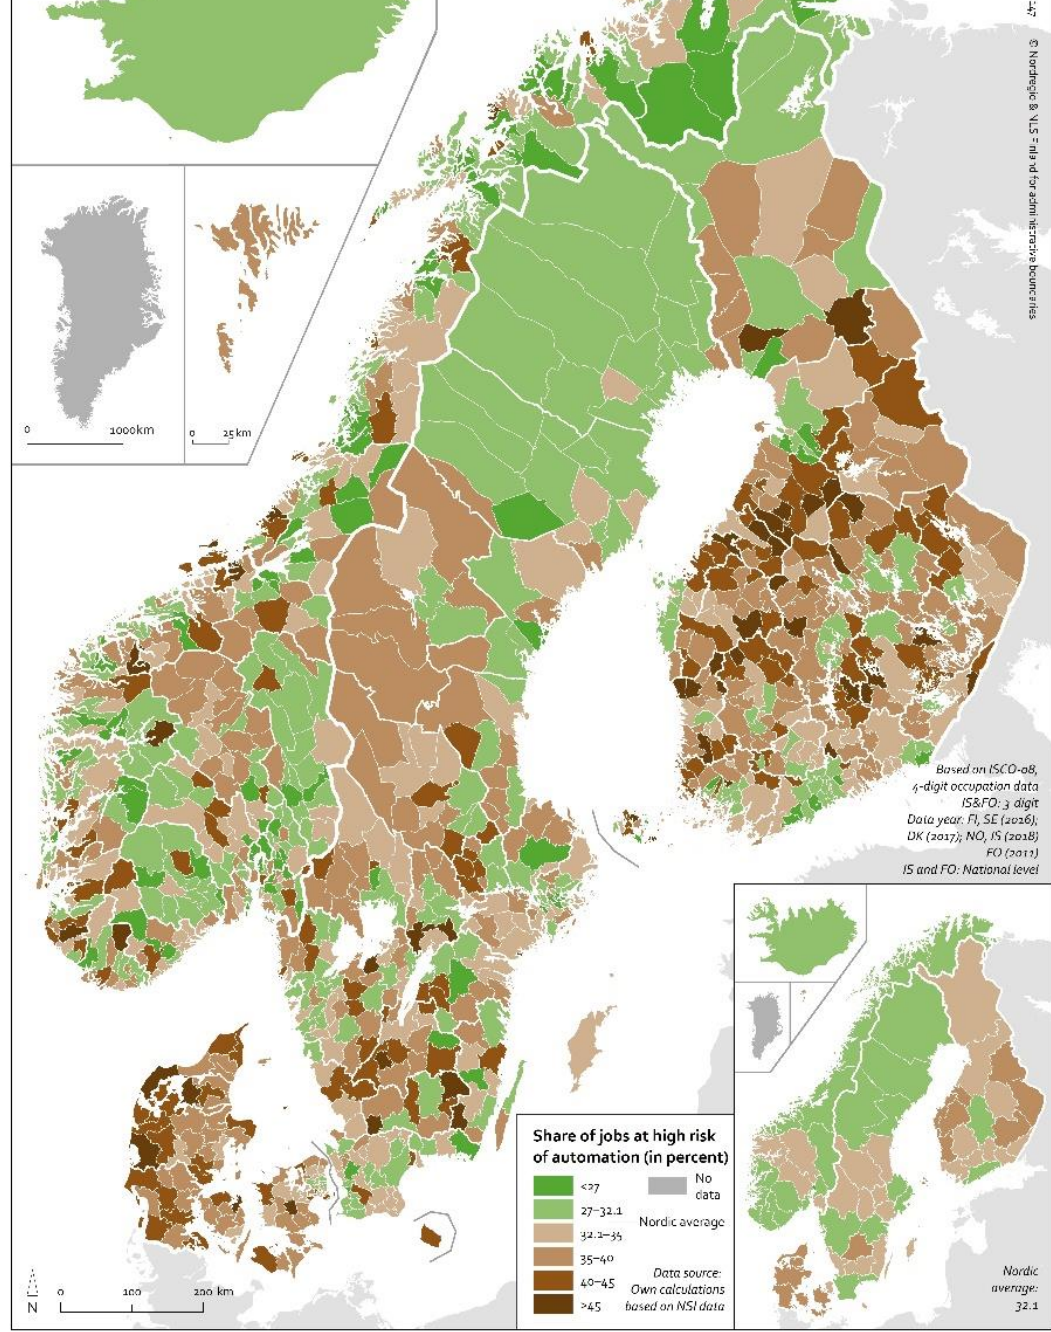 147
© Nordregio & NLS Finland for administrative boundaries
0
1000km
0
25km
Based on ISCO-08,
4-digit occupation data
IS&FO: 3 digit
Data year: FI, SE (2016);
DK (2017); NO, IS (2018)
FO (2011)
IS and FO: National level
Share of jobs at high risk
of automation (in percent)
<27
27–32.1
32.1–35
35–40
40–45
>45
No
data
Nordic average
Data source:
Own calculations
based on NSI data
Nordic
average:
32.1
N
0
100
200 km